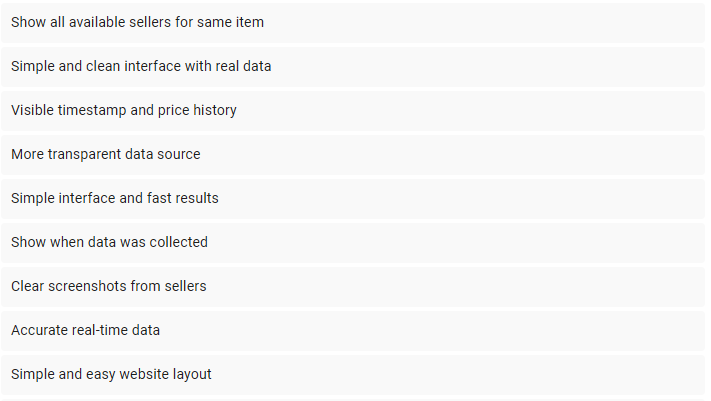 Show all available sellers for same item
Simple and clean interface with real data
Visible timestamp and price history
More transparent data source
Simple interface and fast results
Show when data was collected
Clear screenshots from sellers
Accurate real-time data
Simple and easy website layout